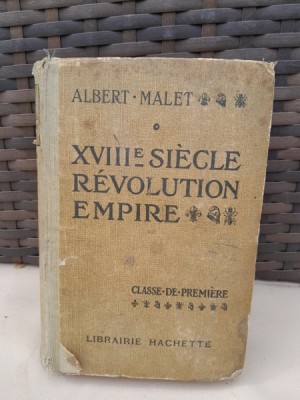 ALBERT·MALET
XVIIIE SIÈCLE
RÉVOLUTION
EMPIRE
CLASSE·DE·PREMIÈRE
LIBRAIRIE HACHETTE